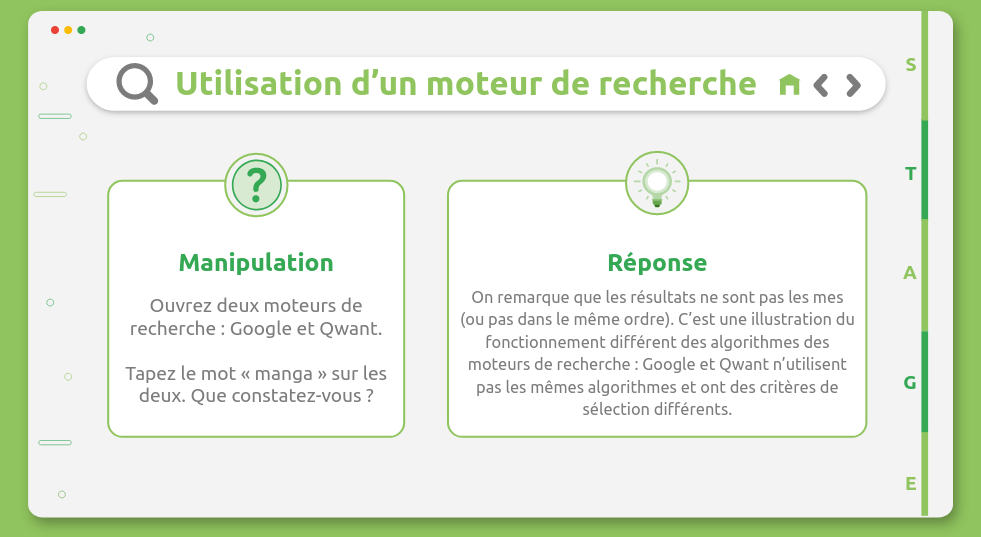 Utilisation d’un moteur de recherche
Manipulation
Ouvrez deux moteurs de
recherche : Google et Qwant.
Tapez le mot « manga » sur les
deux. Que constatez-vous ?
Réponse
On remarque que les résultats ne sont pas les mes
(ou pas dans le même ordre). C’est une illustration du
fonctionnement différent des algorithmes des
moteurs de recherche : Google et Qwant n’utilisent
pas les mêmes algorithmes et ont des critères de
sélection différents.
S
T
A
G
E